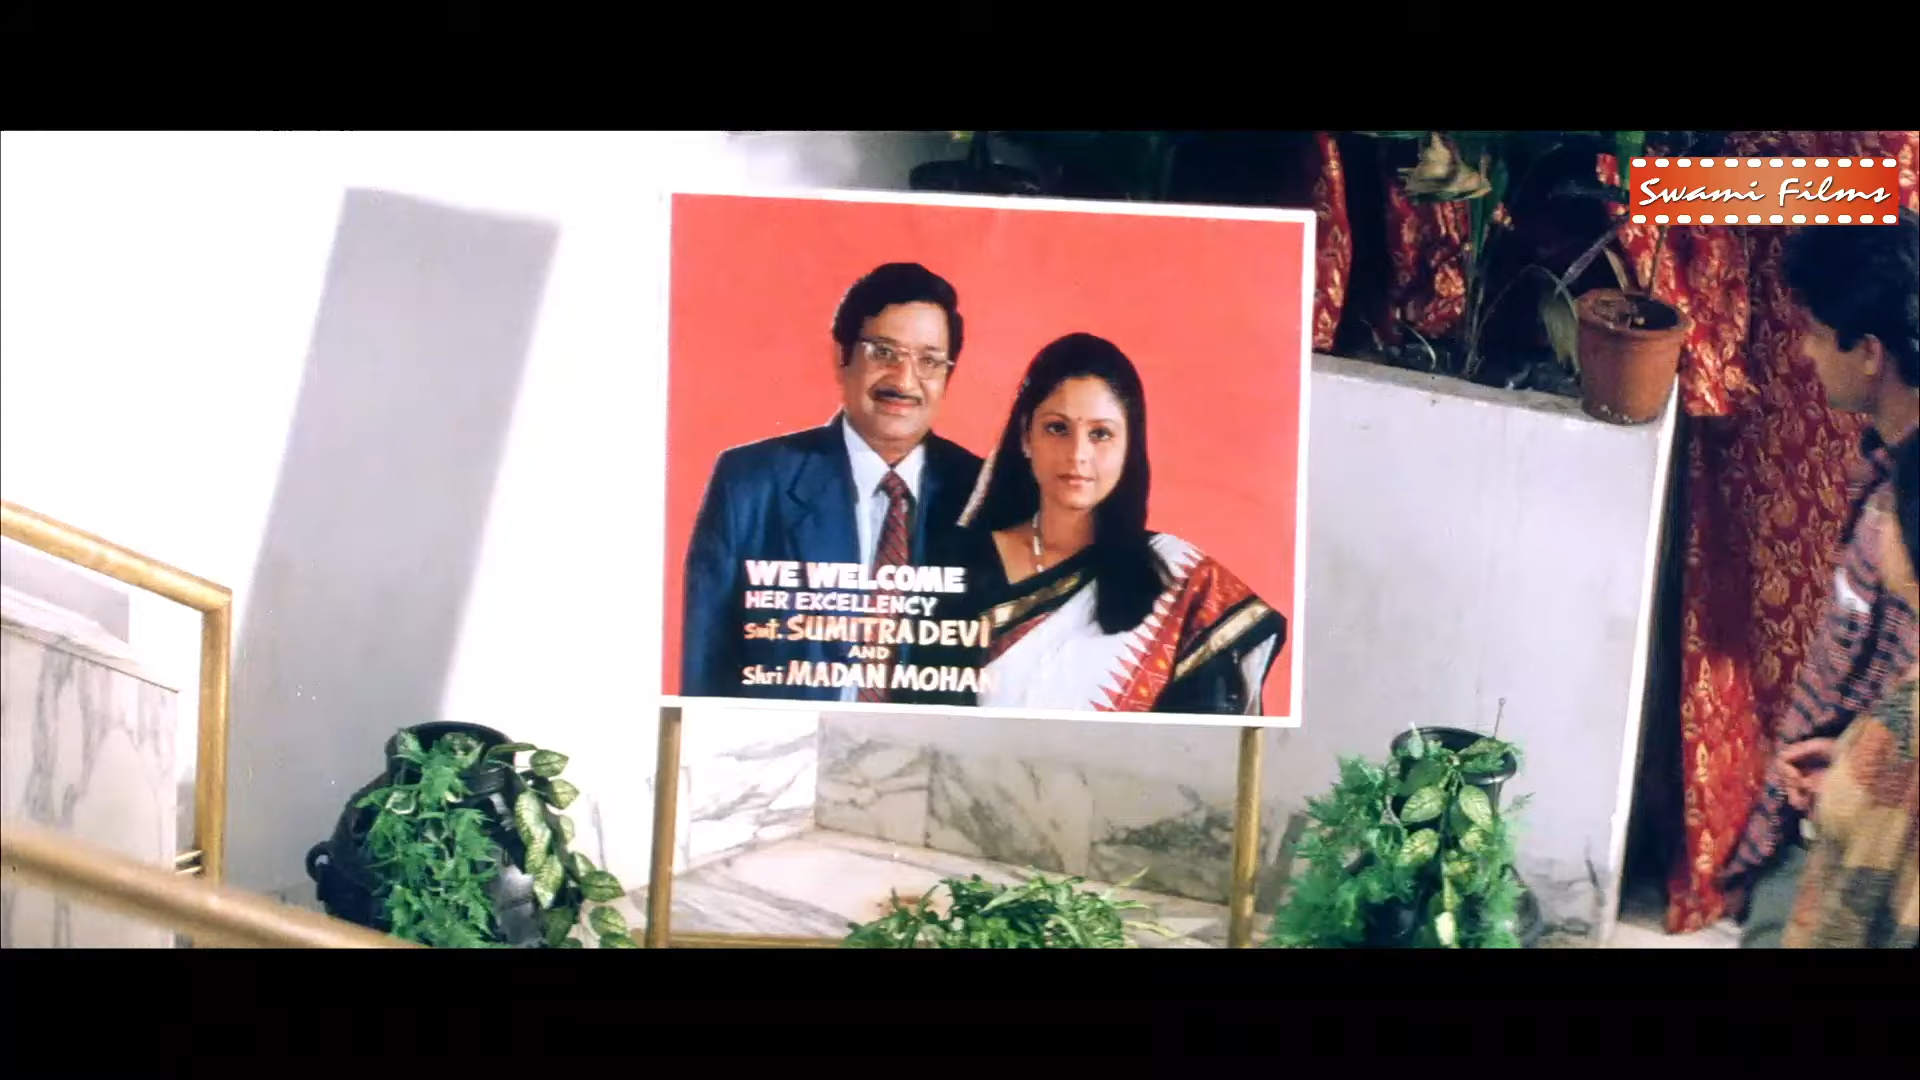 Swami Films
WE WELCOME
HER EXCELLENCY
Smt. SUMITRA DEVI
AND
Shri MADAN MOHAN